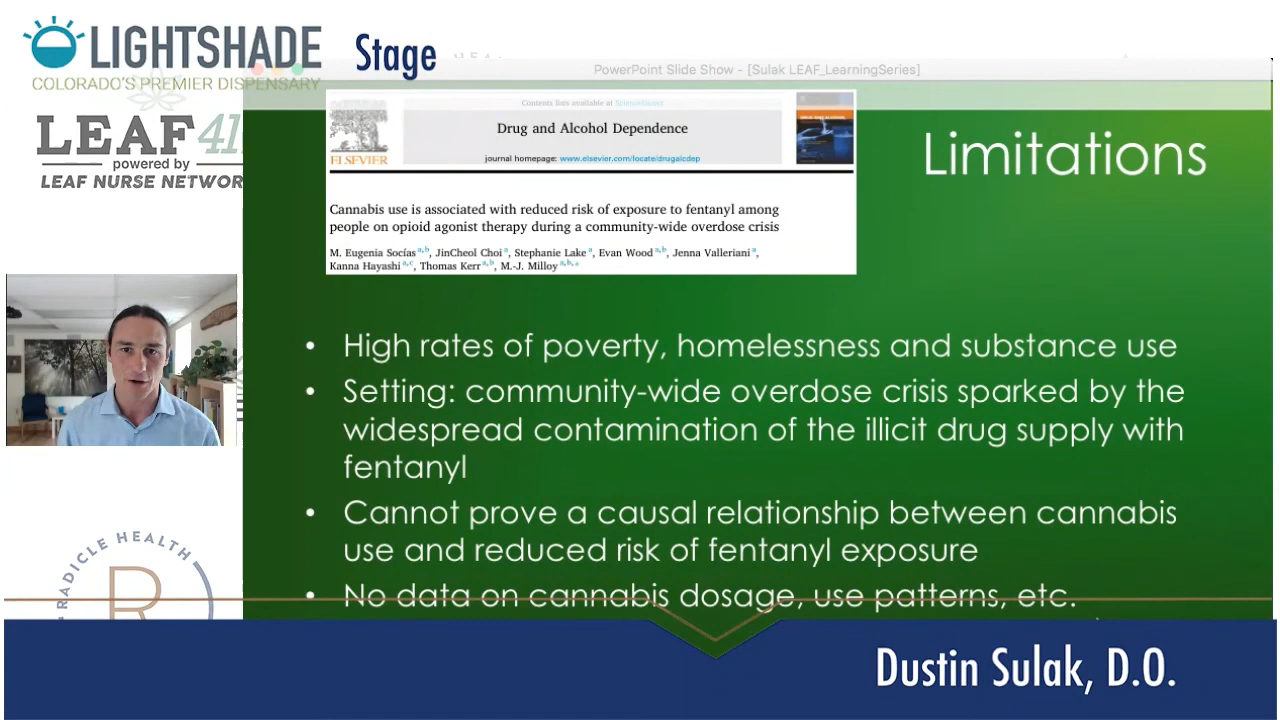 LIGHTSHADE
COLORADO'S PREMIER DISPENSARY
Stage
PowerPoint Slide Show - [Sulak LEAF_LearningSeries]
LEAF 41
powered by
LEAF NURSE NETWOR
Contents lists available at ScienceDirect
Drug and Alcohol Dependence
journal homepage: www.elsevier.com/locate/drugalcdep
ELSEVIER
Limitations
Cannabis use is associated with reduced risk of exposure to fentanyl among
people on opioid agonist therapy during a community-wide overdose crisis
M. Eugenia Socías a,b, JinCheol Choi a, Stephanie Lake a, Evan Wood a,b, Jenna Valleriani a,
Kanna Hayashi a,c, Thomas Kerr a,b, M.-J. Milloy a,b,*
• High rates of poverty, homelessness and substance use
• Setting: community-wide overdose crisis sparked by the
widespread contamination of the illicit drug supply with
fentanyl
• Cannot prove a causal relationship between cannabis
use and reduced risk of fentanyl exposure
• No data on cannabis dosage, use patterns, etc.
RADICLE HEALTH
R
Dustin Sulak, D.O.